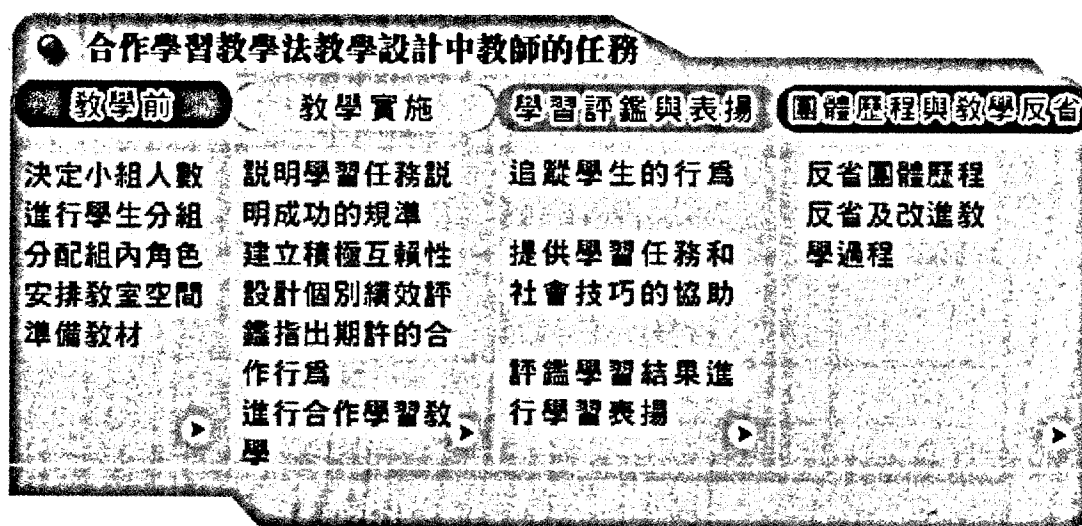 合作學習教學法教學設計中教師的任務
教學前
教學實施
學習評鑑與表揚
團體歷程與教學反省
決定小組人數
進行學生分組
分配組內角色
安排教室空間
準備教材
説明學習任務説
明成功的規準
建立積極互賴性
設計個別績效評
鑑指出期許的合
作行爲
進行合作學習教
學
追蹤學生的行爲
提供學習任務和
社會技巧的協助
評鑑學習結果進
行學習表揚
反省團體歷程
反省及改進教
學過程